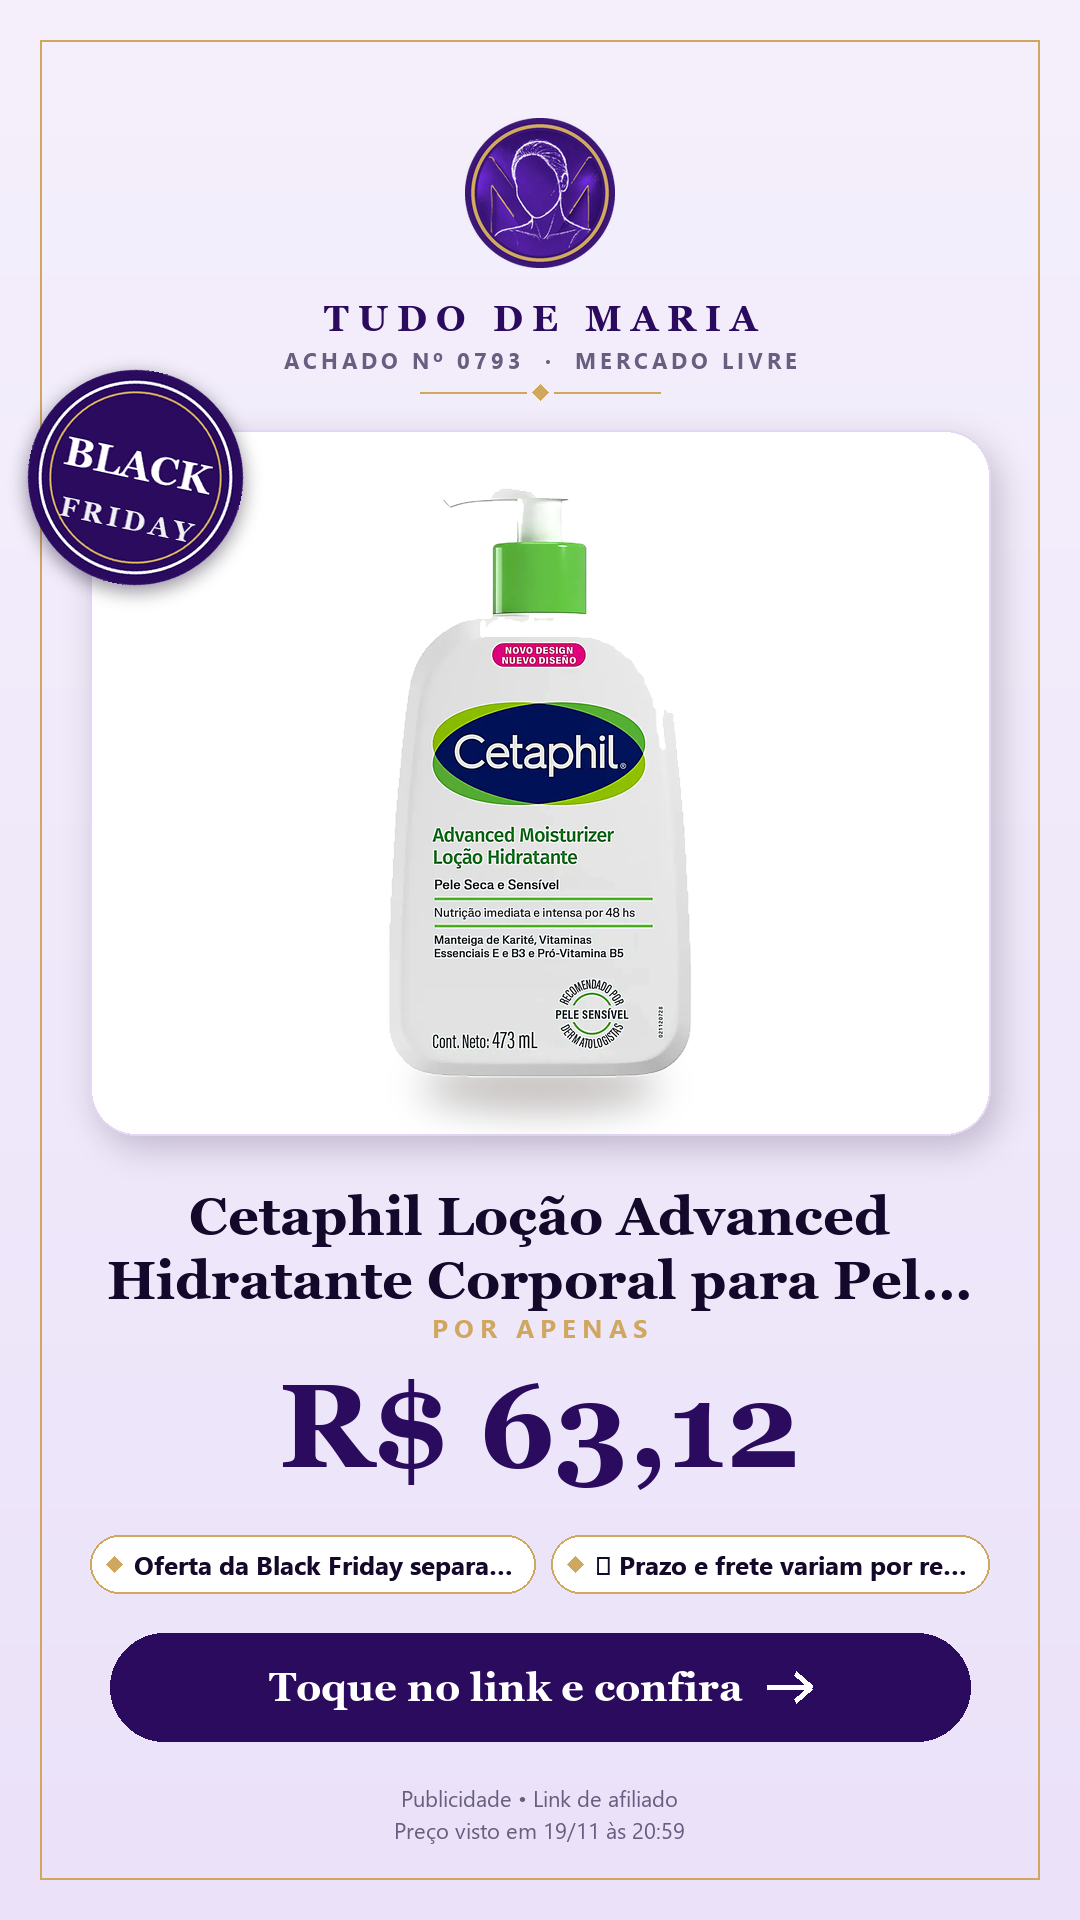 TUDO DE MARIA
ACHADO Nº 0793 · MERCADO LIVRE
BLACK
FRIDAY
NOVO DESIGN
NUEVO DISEÑO
Cetaphil®
Advanced Moisturizer
Loção Hidratante
Pele Seca e Sensível
Nutrição imediata e intensa por 48 hs
Manteiga de Karité, Vitaminas
Essenciais E e B3 e Pró-Vitamina B5
RECOMENDADO POR
PELE SENSÍVEL
DERMATOLOGISTAS
Cont. Neto: 473 mL
Cetaphil Loção Advanced
Hidratante Corporal para Pel...
POR APENAS
R$ 63,12
Oferta da Black Friday separa...
Prazo e frete variam por re...
Toque no link e confira →
Publicidade • Link de afiliado
Preço visto em 19/11 às 20:59